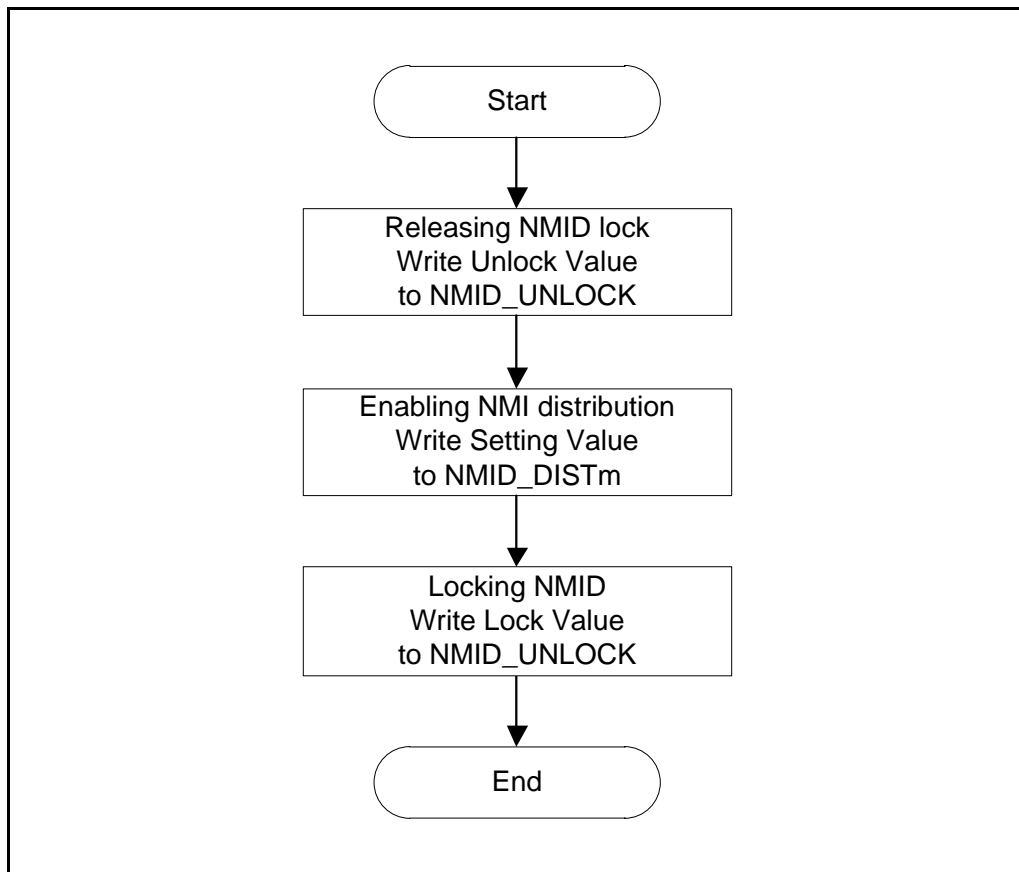 Start
Releasing NMID lock
Write Unlock Value
to NMID_UNLOCK
Enabling NMI distribution
Write Setting Value
to NMID_DISTm
Locking NMID
Write Lock Value
to NMID_UNLOCK
End